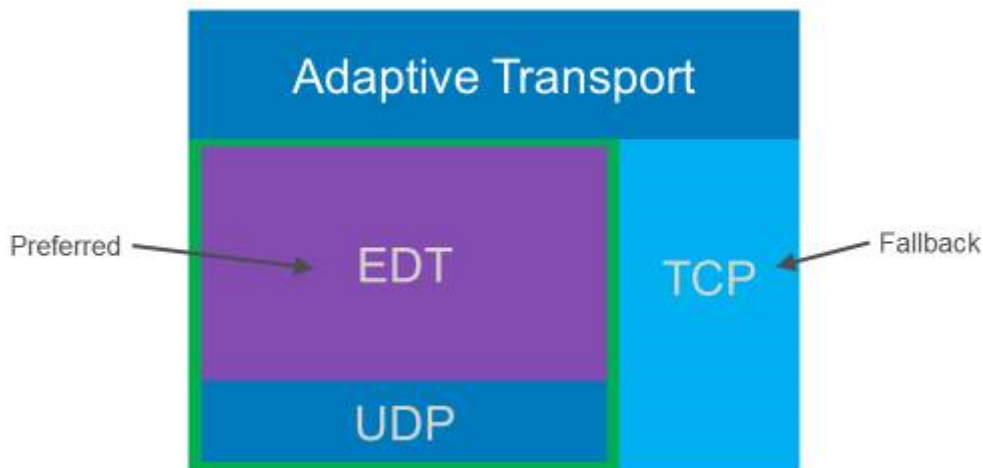 Adaptive Transport
Preferred
EDT
TCP
Fallback
UDP